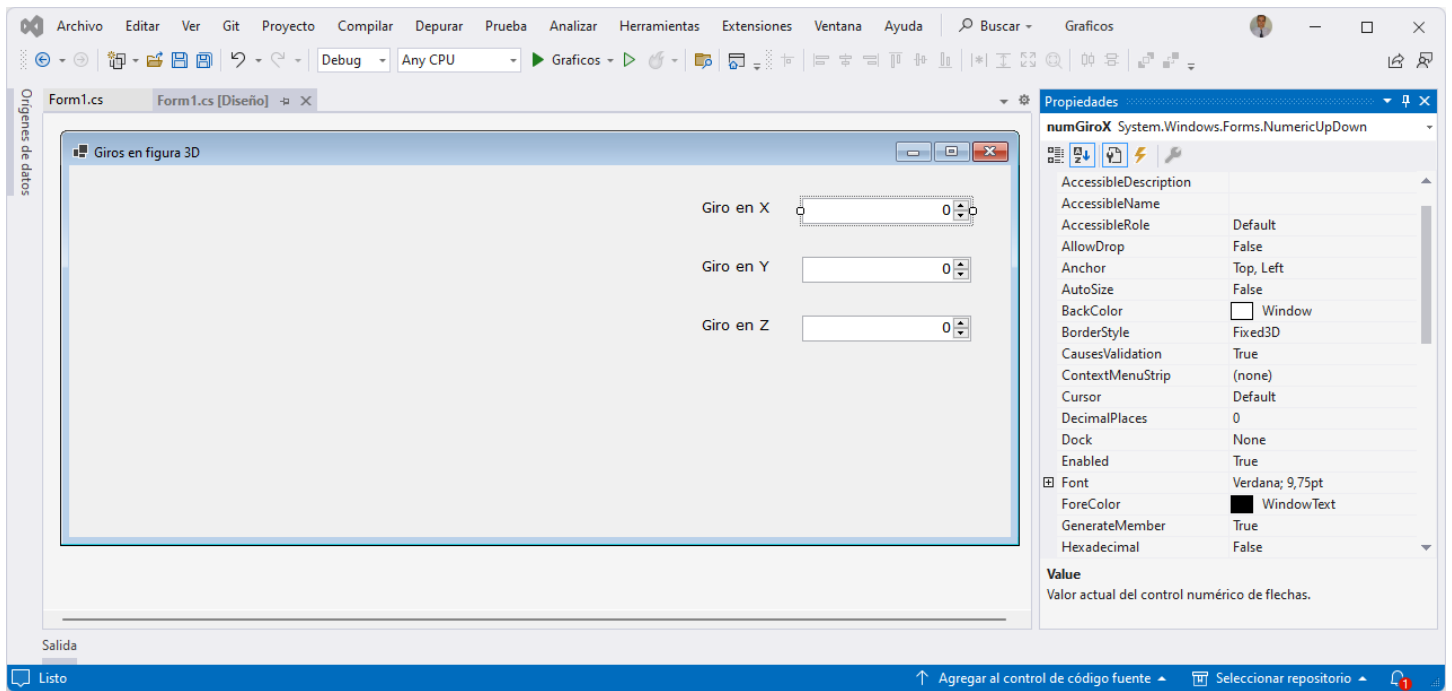 Archivo Editar Ver Git Proyecto Compilar Depurar Prueba Analizar Herramientas Extensiones Ventana Ayuda Buscar Graficos
Debug Any CPU Graficos
Orígenes de datos
Form1.cs Form1.cs [Diseño]
Giros en figura 3D
Giro en X 0
Giro en Y 0
Giro en Z 0
Propiedades
numGiroX System.Windows.Forms.NumericUpDown
AccessibleDescription
AccessibleName
AccessibleRole Default
AllowDrop False
Anchor Top, Left
AutoSize False
BackColor Window
BorderStyle Fixed3D
CausesValidation True
ContextMenuStrip (none)
Cursor Default
DecimalPlaces 0
Dock None
Enabled True
Font Verdana; 9,75pt
ForeColor WindowText
GenerateMember True
Hexadecimal False
Value
Valor actual del control numérico de flechas.
Salida
Listo Agregar al control de código fuente Seleccionar repositorio 1